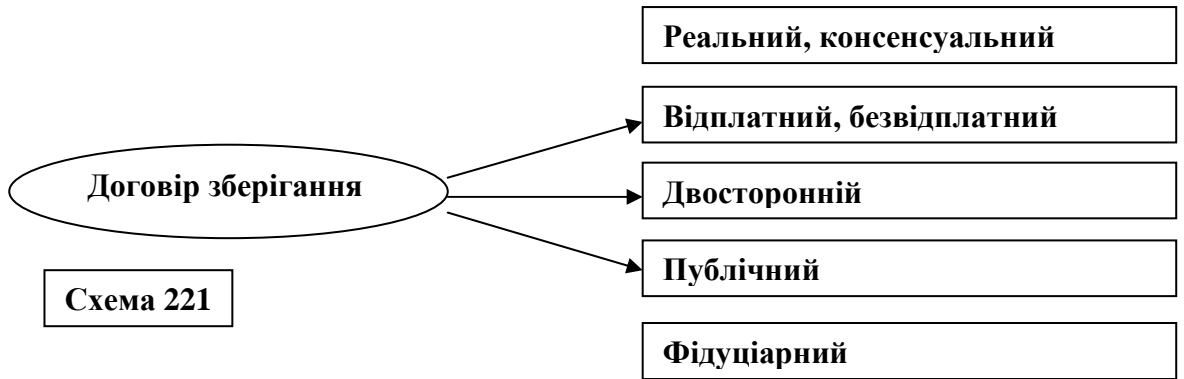 Реальний, консенсуальний
Відплатний, безвідплатний
Договір зберігання
Двосторонній
Публічний
Схема 221
Фідуціарний